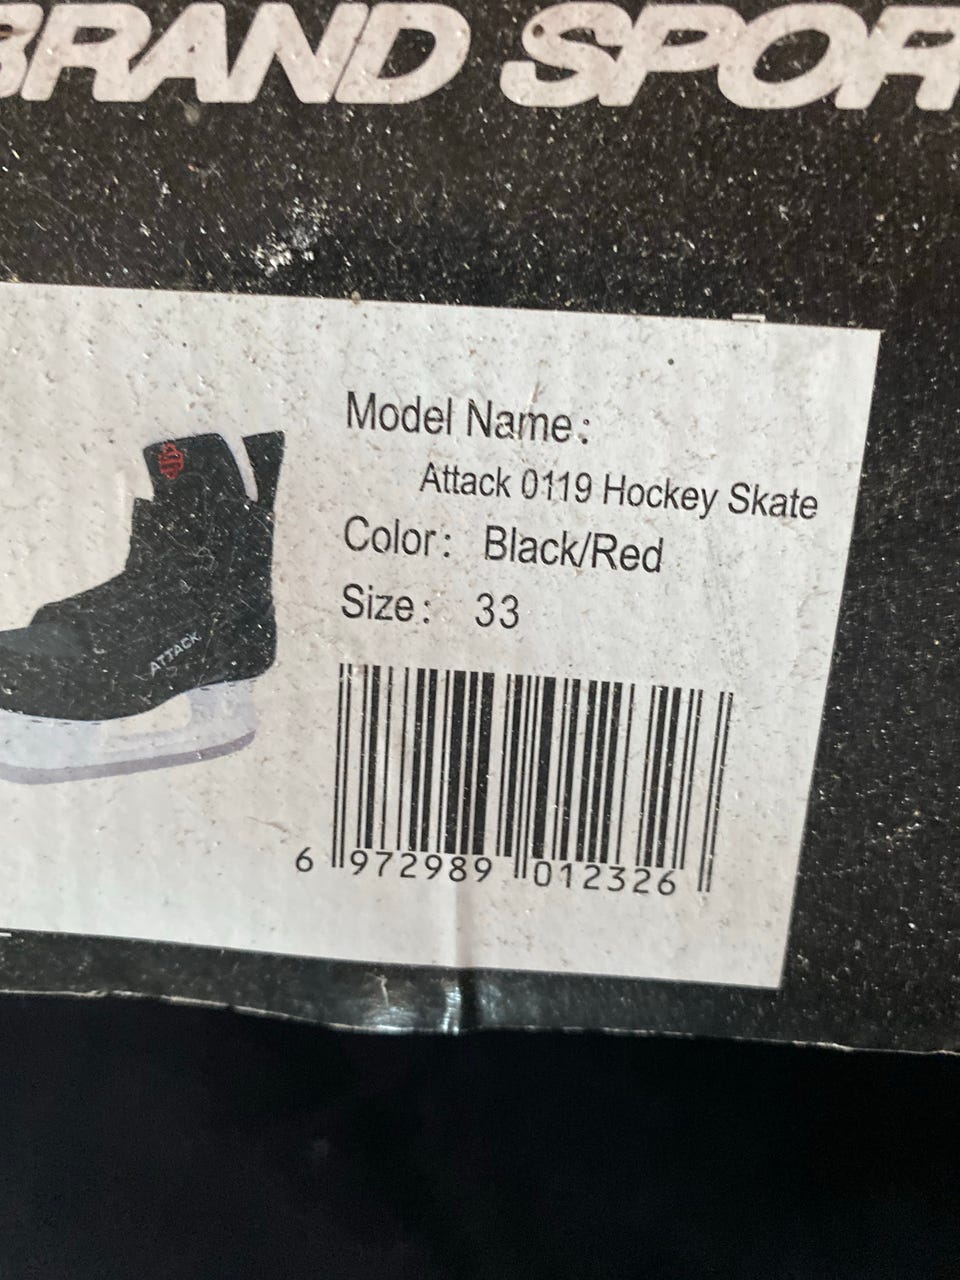 BRAND SPOR
Model Name:
Attack 0119 Hockey Skate
Color: Black/Red
Size: 33
ATTACK
6 972989 012326